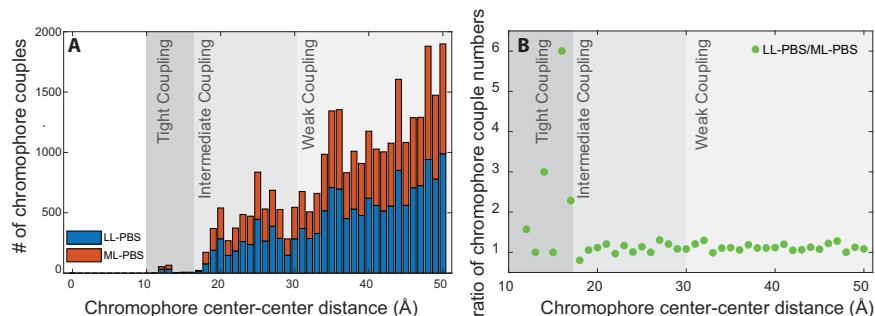 A
# of chromophore couples
2000
1500
1000
500
0
Tight Coupling
Intermediate Coupling
Weak Coupling
LL-PBS
ML-PBS
0
10
20
30
40
50
Chromophore center-center distance (Å)
B
ratio of chromophore couple numbers
6
5
4
3
2
1
Tight Coupling
Intermediate Coupling
Weak Coupling
LL-PBS/ML-PBS
10
20
30
40
50
Chromophore center-center distance (Å)